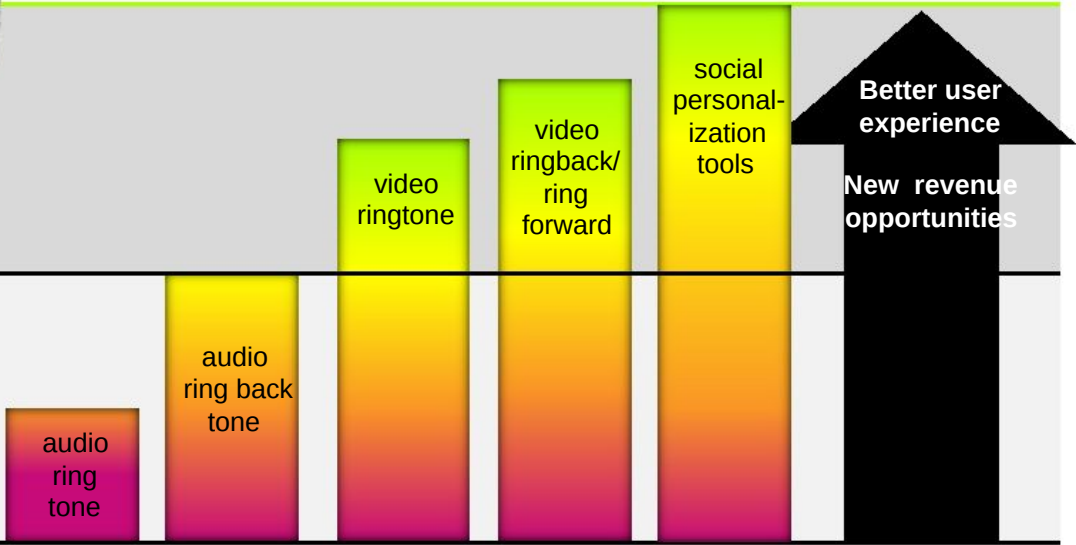 audio
ring
tone
audio
ring back
tone
video
ringtone
video
ringback/
ring
forward
social
personal-
ization
tools
Better user
experience
New revenue
opportunities